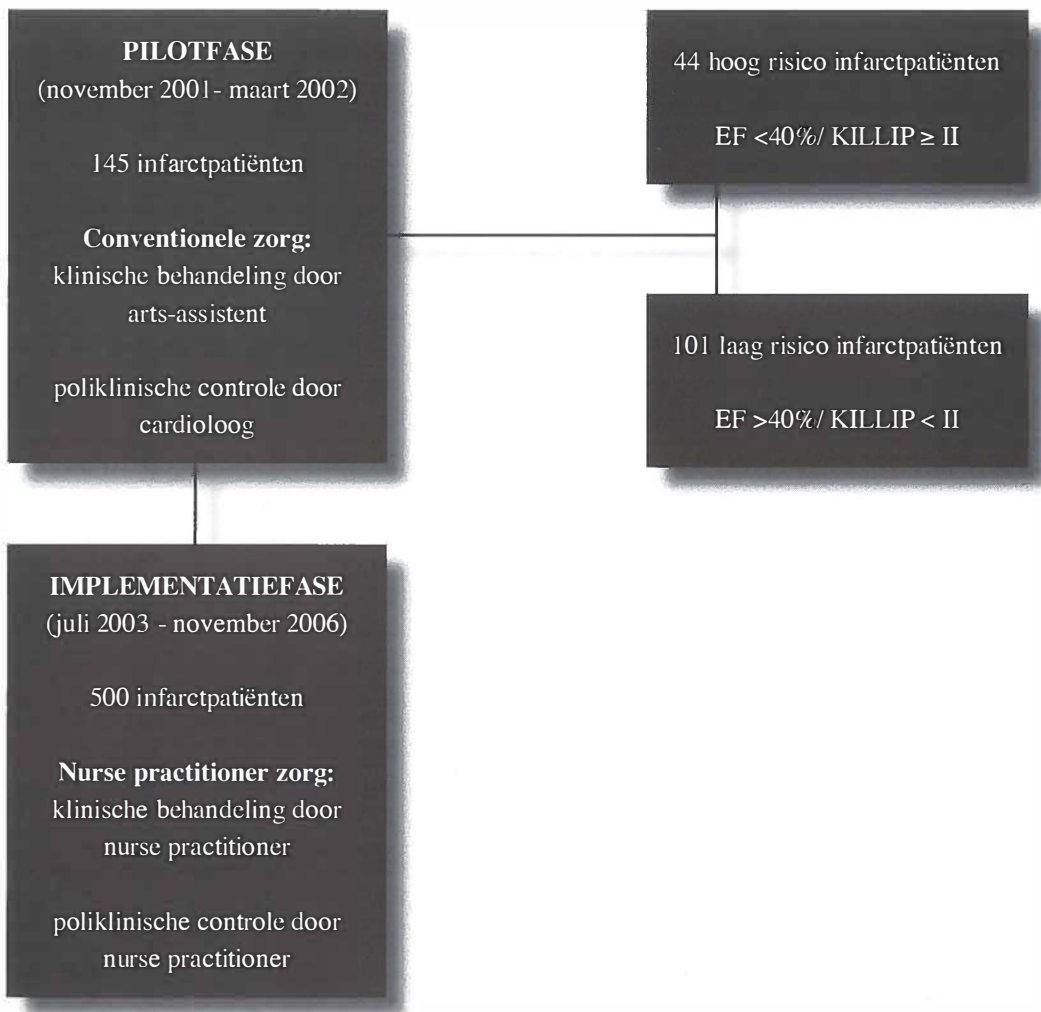 PILOTFASE
(november 2001- maart 2002)
145 infarctpatiënten
Conventionele zorg:
klinische behandeling door
arts-assistent
poliklinische controle door
cardioloog
44 hoog risico infarctpatiënten
EF <40%/ KILLIP ≥ II
101 laag risico infarctpatiënten
EF >40%/ KILLIP < II
IMPLEMENTATIEFASE
(juli 2003 - november 2006)
500 infarctpatiënten
Nurse practitioner zorg:
klinische behandeling door
nurse practitioner
poliklinische controle door
nurse practitioner